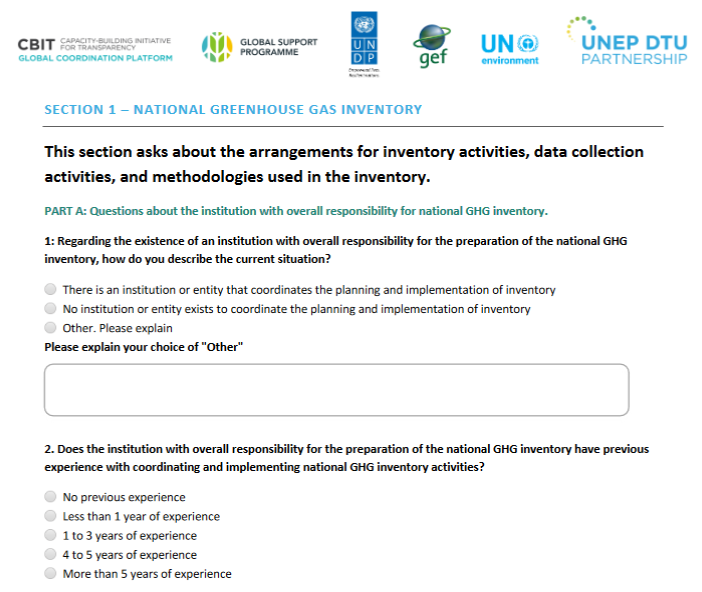 CBIT CAPACITY-BUILDING INITIATIVE
FOR TRANSPARENCY
GLOBAL COORDINATION PLATFORM
GLOBAL SUPPORT
PROGRAMME
U N
D P
gef
UN
environment
UNEP DTU
PARTNERSHIP
SECTION 1 – NATIONAL GREENHOUSE GAS INVENTORY
This section asks about the arrangements for inventory activities, data collection
activities, and methodologies used in the inventory.
PART A: Questions about the institution with overall responsibility for national GHG inventory.
1: Regarding the existence of an institution with overall responsibility for the preparation of the national GHG
inventory, how do you describe the current situation?
There is an institution or entity that coordinates the planning and implementation of inventory
No institution or entity exists to coordinate the planning and implementation of inventory
Other. Please explain
Please explain your choice of "Other"
2. Does the institution with overall responsibility for the preparation of the national GHG inventory have previous
experience with coordinating and implementing national GHG inventory activities?
No previous experience
Less than 1 year of experience
1 to 3 years of experience
4 to 5 years of experience
More than 5 years of experience